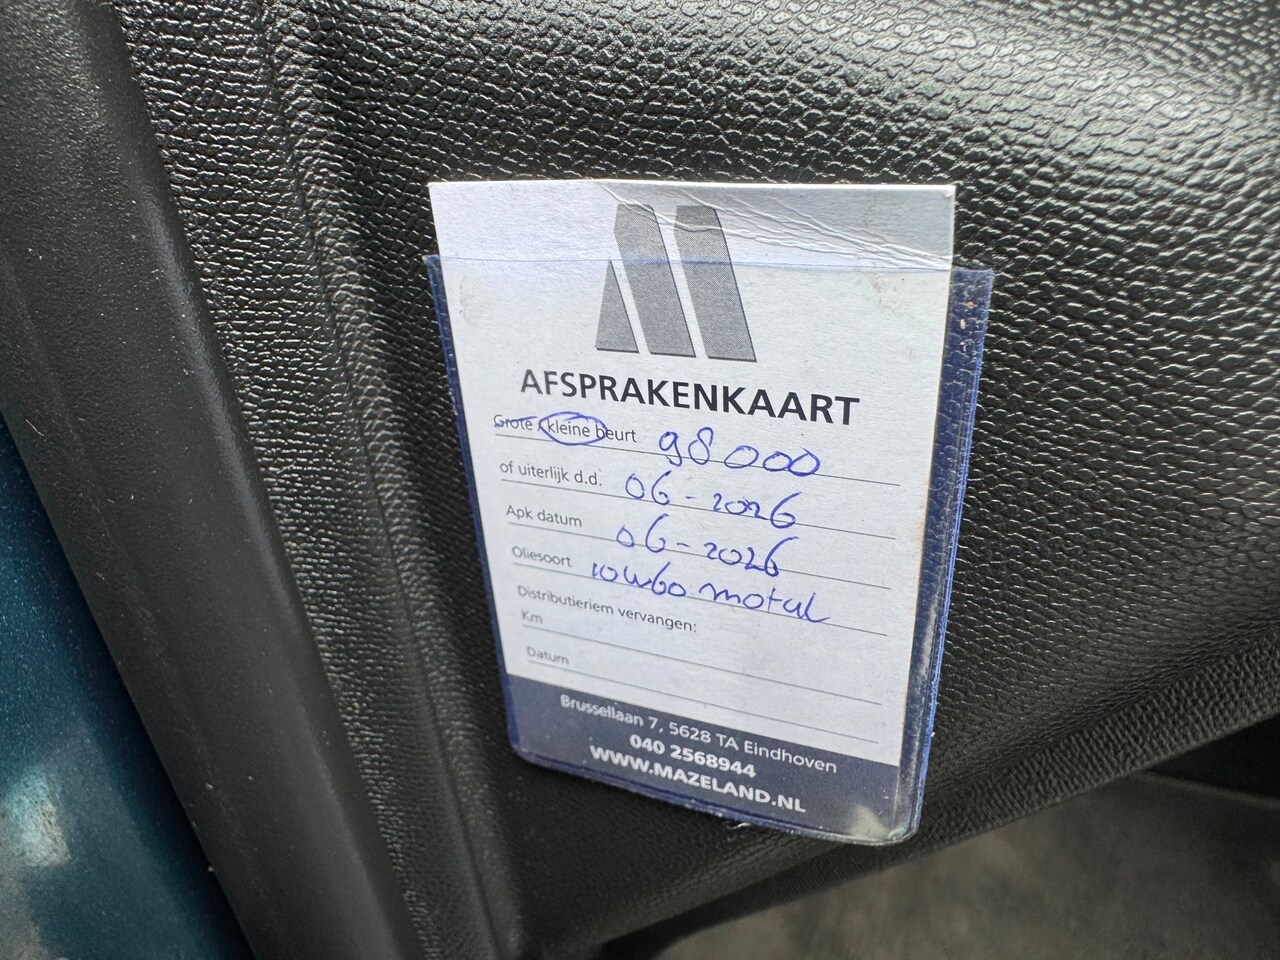 AFSPRAKENKAART
Grote / kleine beurt 98000
of uiterlijk d.d. 06-2026
Apk datum 06-2026
Oliesoort 10w60 motul
Distributieriem vervangen:
Km
Datum
Brussellaan 7, 5628 TA Eindhoven
040 2568944
WWW.MAZELAND.NL